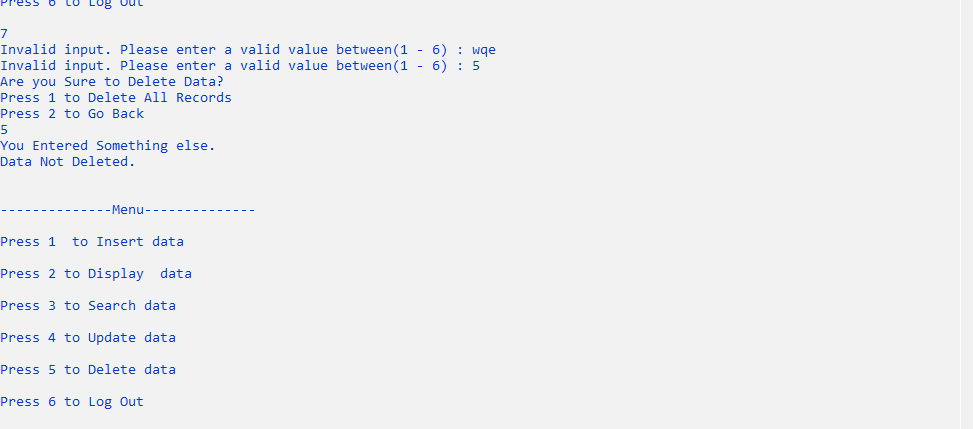 Press 6 to Log Out
7
Invalid input. Please enter a valid value between(1 - 6) : wqe
Invalid input. Please enter a valid value between(1 - 6) : 5
Are you Sure to Delete Data?
Press 1 to Delete All Records
Press 2 to Go Back
5
You Entered Something else.
Data Not Deleted.
--------------Menu--------------
Press 1  to Insert data
Press 2 to Display  data
Press 3 to Search data
Press 4 to Update data
Press 5 to Delete data
Press 6 to Log Out